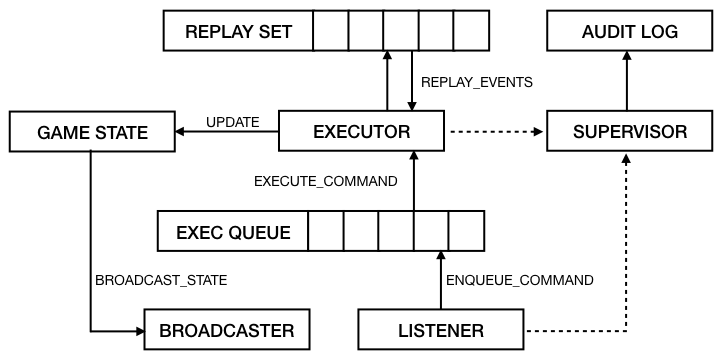 REPLAY SET
AUDIT LOG
REPLAY_EVENTS
GAME STATE
UPDATE
EXECUTOR
SUPERVISOR
EXECUTE_COMMAND
EXEC QUEUE
BROADCAST_STATE
ENQUEUE_COMMAND
BROADCASTER
LISTENER